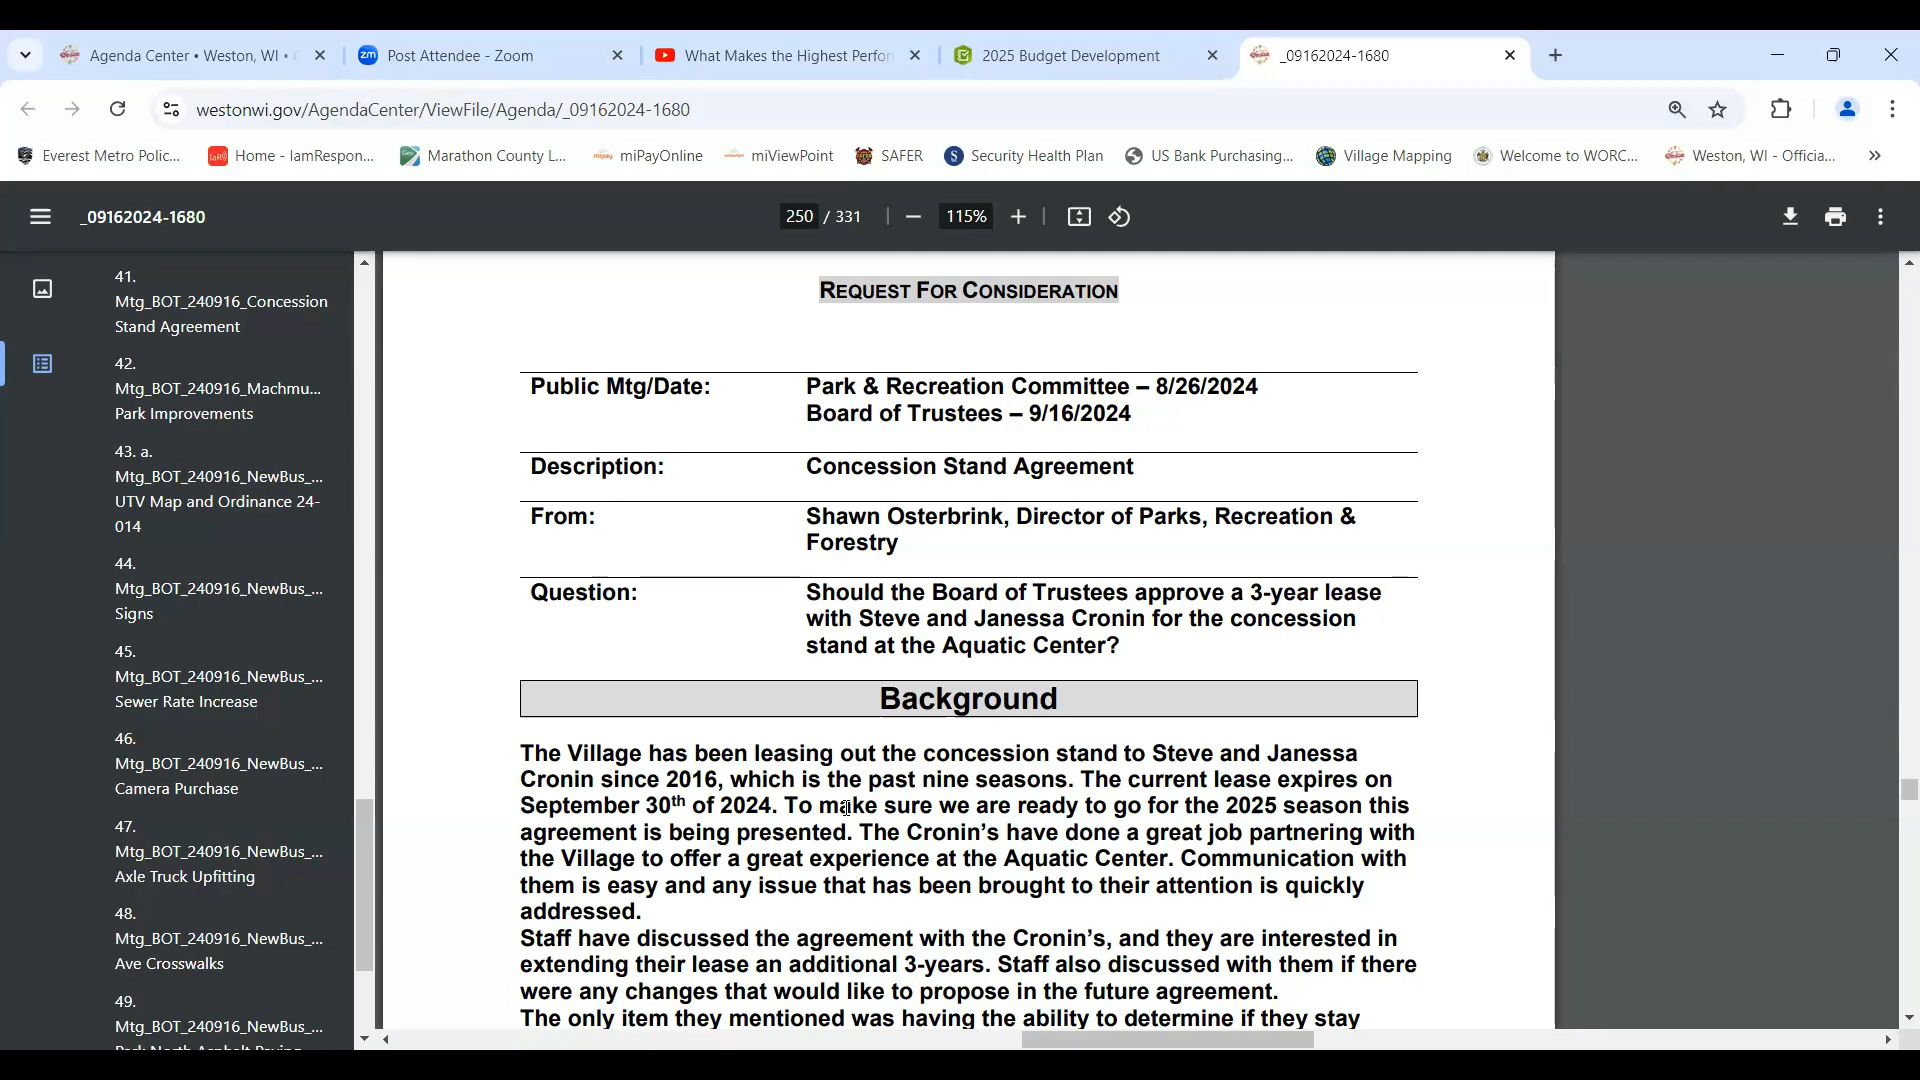 Agenda Center • Weston, WI •
Post Attendee - Zoom
What Makes the Highest Perfor
2025 Budget Development
_09162024-1680
westonwi.gov/AgendaCenter/ViewFile/Agenda/_09162024-1680
Everest Metro Polic...
Home - IamRespon...
Marathon County L...
miPayOnline
miViewPoint
SAFER
Security Health Plan
US Bank Purchasing...
Village Mapping
Welcome to WORC...
Weston, WI - Officia...
_09162024-1680
250 / 331
115%
41.
Mtg_BOT_240916_Concession
Stand Agreement
42.
Mtg_BOT_240916_Machmu...
Park Improvements
43. a.
Mtg_BOT_240916_NewBus_...
UTV Map and Ordinance 24-
014
44.
Mtg_BOT_240916_NewBus_...
Signs
45.
Mtg_BOT_240916_NewBus_...
Sewer Rate Increase
46.
Mtg_BOT_240916_NewBus_...
Camera Purchase
47.
Mtg_BOT_240916_NewBus_...
Axle Truck Upfitting
48.
Mtg_BOT_240916_NewBus_...
Ave Crosswalks
49.
Mtg_BOT_240916_NewBus_...
Park North Asphalt Paving
REQUEST FOR CONSIDERATION
Public Mtg/Date: Park & Recreation Committee – 8/26/2024
Board of Trustees – 9/16/2024
Description: Concession Stand Agreement
From: Shawn Osterbrink, Director of Parks, Recreation &
Forestry
Question: Should the Board of Trustees approve a 3-year lease
with Steve and Janessa Cronin for the concession
stand at the Aquatic Center?
Background
The Village has been leasing out the concession stand to Steve and Janessa
Cronin since 2016, which is the past nine seasons. The current lease expires on
September 30th of 2024. To make sure we are ready to go for the 2025 season this
agreement is being presented. The Cronin’s have done a great job partnering with
the Village to offer a great experience at the Aquatic Center. Communication with
them is easy and any issue that has been brought to their attention is quickly
addressed.
Staff have discussed the agreement with the Cronin’s, and they are interested in
extending their lease an additional 3-years. Staff also discussed with them if there
were any changes that would like to propose in the future agreement.
The only item they mentioned was having the ability to determine if they stay